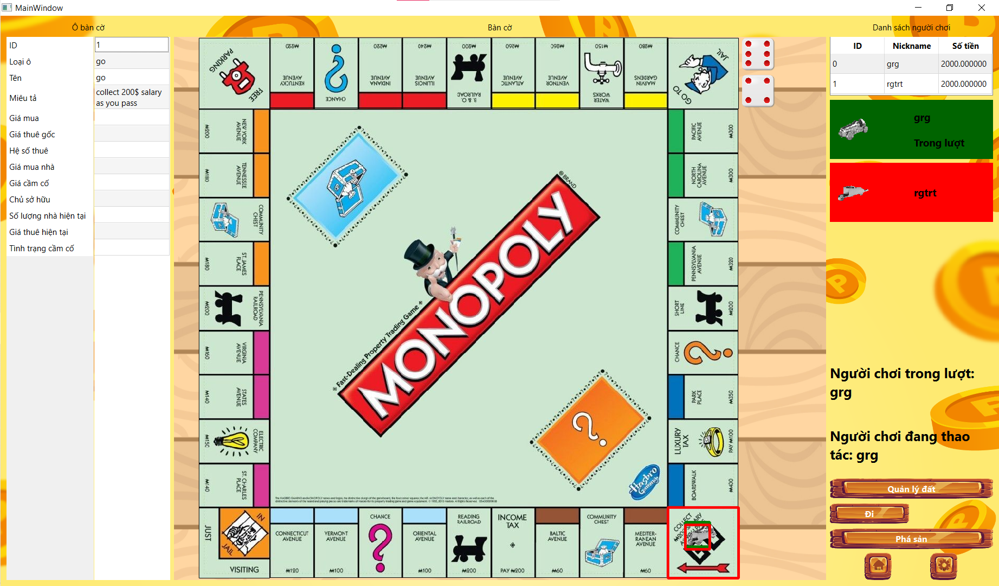 MainWindow
Ô bàn cờ
Bàn cờ
Danh sách người chơi
ID
1
Loại ô
go
Tên
go
Miêu tả
collect 200$ salary
as you pass
Giá mua
Giá thuê gốc
Hệ số thuê
Giá mua nhà
Giá cầm cố
Chủ sở hữu
Số lượng nhà hiện tại
Giá thuê hiện tại
Tình trạng cầm cố
FREE
PARKING
KENTUCKY
AVENUE
₩220
CHANCE
INDIANA
AVENUE
₩220
ILLINOIS
AVENUE
₩240
B. & O.
RAILROAD
₩200
ATLANTIC
AVENUE
₩260
VENTNOR
AVENUE
₩260
WATER
WORKS
₩150
MARVIN
GARDENS
₩280
GO TO
JAIL
NEW YORK
AVENUE
₩200
TENNESSEE
AVENUE
₩180
COMMUNITY
CHEST
ST. JAMES
PLACE
₩180
PENNSYLVANIA
RAILROAD
₩200
VIRGINIA
AVENUE
₩160
STATES
AVENUE
₩140
ELECTRIC
COMPANY
₩150
ST. CHARLES
PLACE
₩140
PACIFIC
AVENUE
₩300
NORTH
CAROLINA
AVENUE
₩300
COMMUNITY
CHEST
PENNSYLVANIA
AVENUE
₩320
SHORT
LINE
₩200
CHANCE
PARK
PLACE
₩350
LUXURY
TAX
PAY ₩100
BOARDWALK
₩400
® BRAND
MONOPOLY
Fast-Dealing Property Trading Game
Hasbro
Gaming
JUST
VISITING
IN
JAIL
CONNECTICUT
AVENUE
₩120
VERMONT
AVENUE
₩100
CHANCE
ORIENTAL
AVENUE
₩100
READING
RAILROAD
₩200
INCOME
TAX
PAY ₩200
BALTIC
AVENUE
₩60
COMMUNITY
CHEST
MEDITER-
RANEAN
AVENUE
₩60
COLLECT
ID Nickname Số tiền
0 grg 2000.000000
1 rgtrt 2000.000000
grg
Trong lượt
rgtrt
Người chơi trong lượt:
grg
Người chơi đang thao
tác: grg
Quản lý đất
Đi
Phá sản